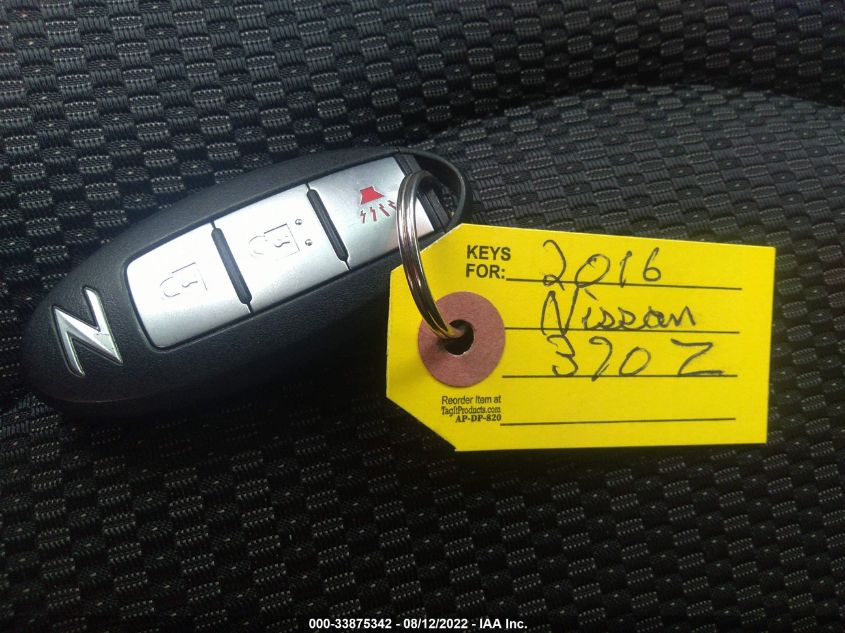 Z
KEYS
FOR: 2016
Nissan
370 Z
Reorder Item at
TagItProducts.com
AP-DP-820
000-33875342 - 08/12/2022 - IAA Inc.